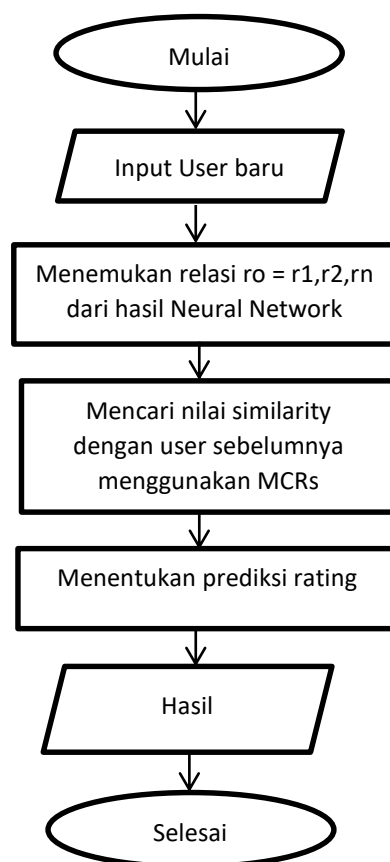 Mulai
Input User baru
Menemukan relasi ro = r1,r2,rn
dari hasil Neural Network
Mencari nilai similarity
dengan user sebelumnya
menggunakan MCRs
Menentukan prediksi rating
Hasil
Selesai